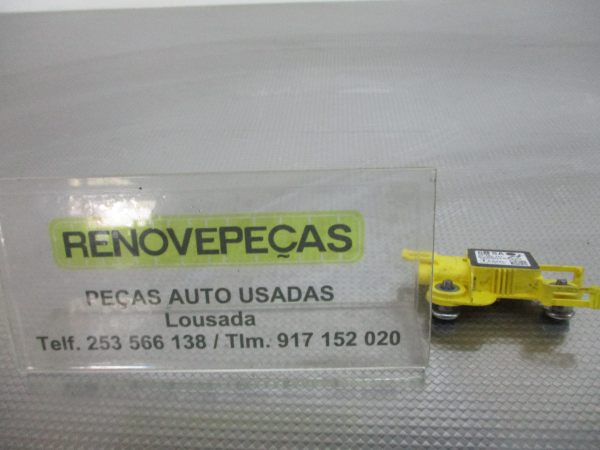 RENOVEPEÇAS
PEÇAS AUTO USADAS
Lousada
Telf. 253 566 138 / Tlm. 917 152 020